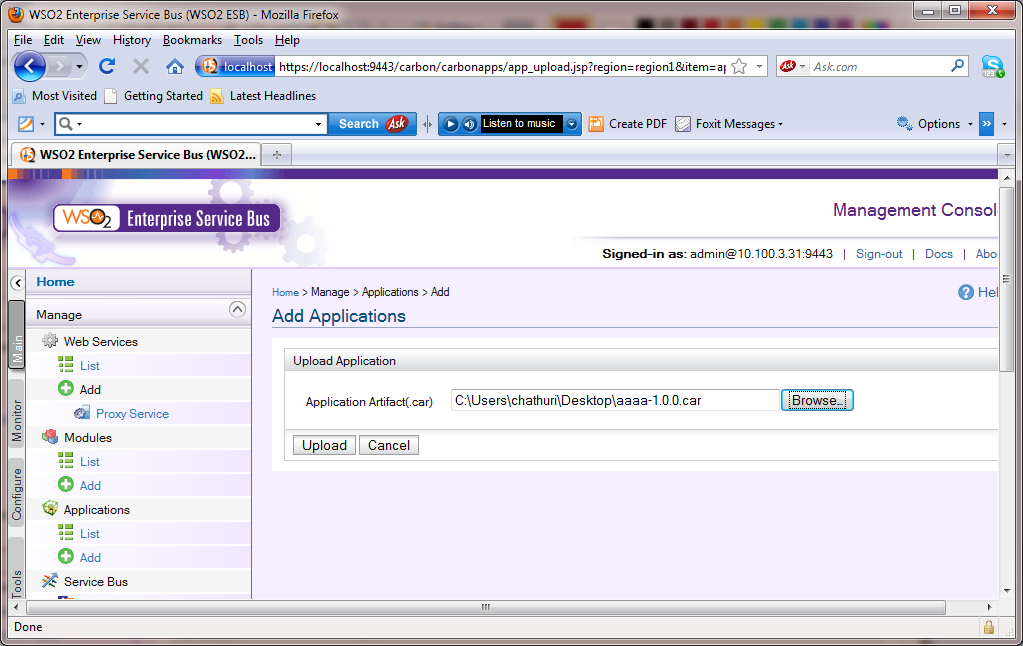 WSO2 Enterprise Service Bus (WSO2 ESB) - Mozilla Firefox
File Edit View History Bookmarks Tools Help
localhost https://localhost:9443/carbon/carbonapps/app_upload.jsp?region=region1&item=ap Ask Ask.com
Most Visited Getting Started Latest Headlines
Search Ask Listen to music Create PDF Foxit Messages Options »
WSO2 Enterprise Service Bus (WSO2...
WSO2 Enterprise Service Bus
Management Consol
Signed-in as: admin@10.100.3.31:9443 | Sign-out | Docs | Abo
Main
Monitor
Configure
Tools
Home
Manage
Web Services
List
Add
Proxy Service
Modules
List
Add
Applications
List
Add
Service Bus
Home > Manage > Applications > Add
Hel
Add Applications
Upload Application
Application Artifact(.car) C:\Users\chathuri\Desktop\aaaa-1.0.0.car Browse...
Upload Cancel
Done